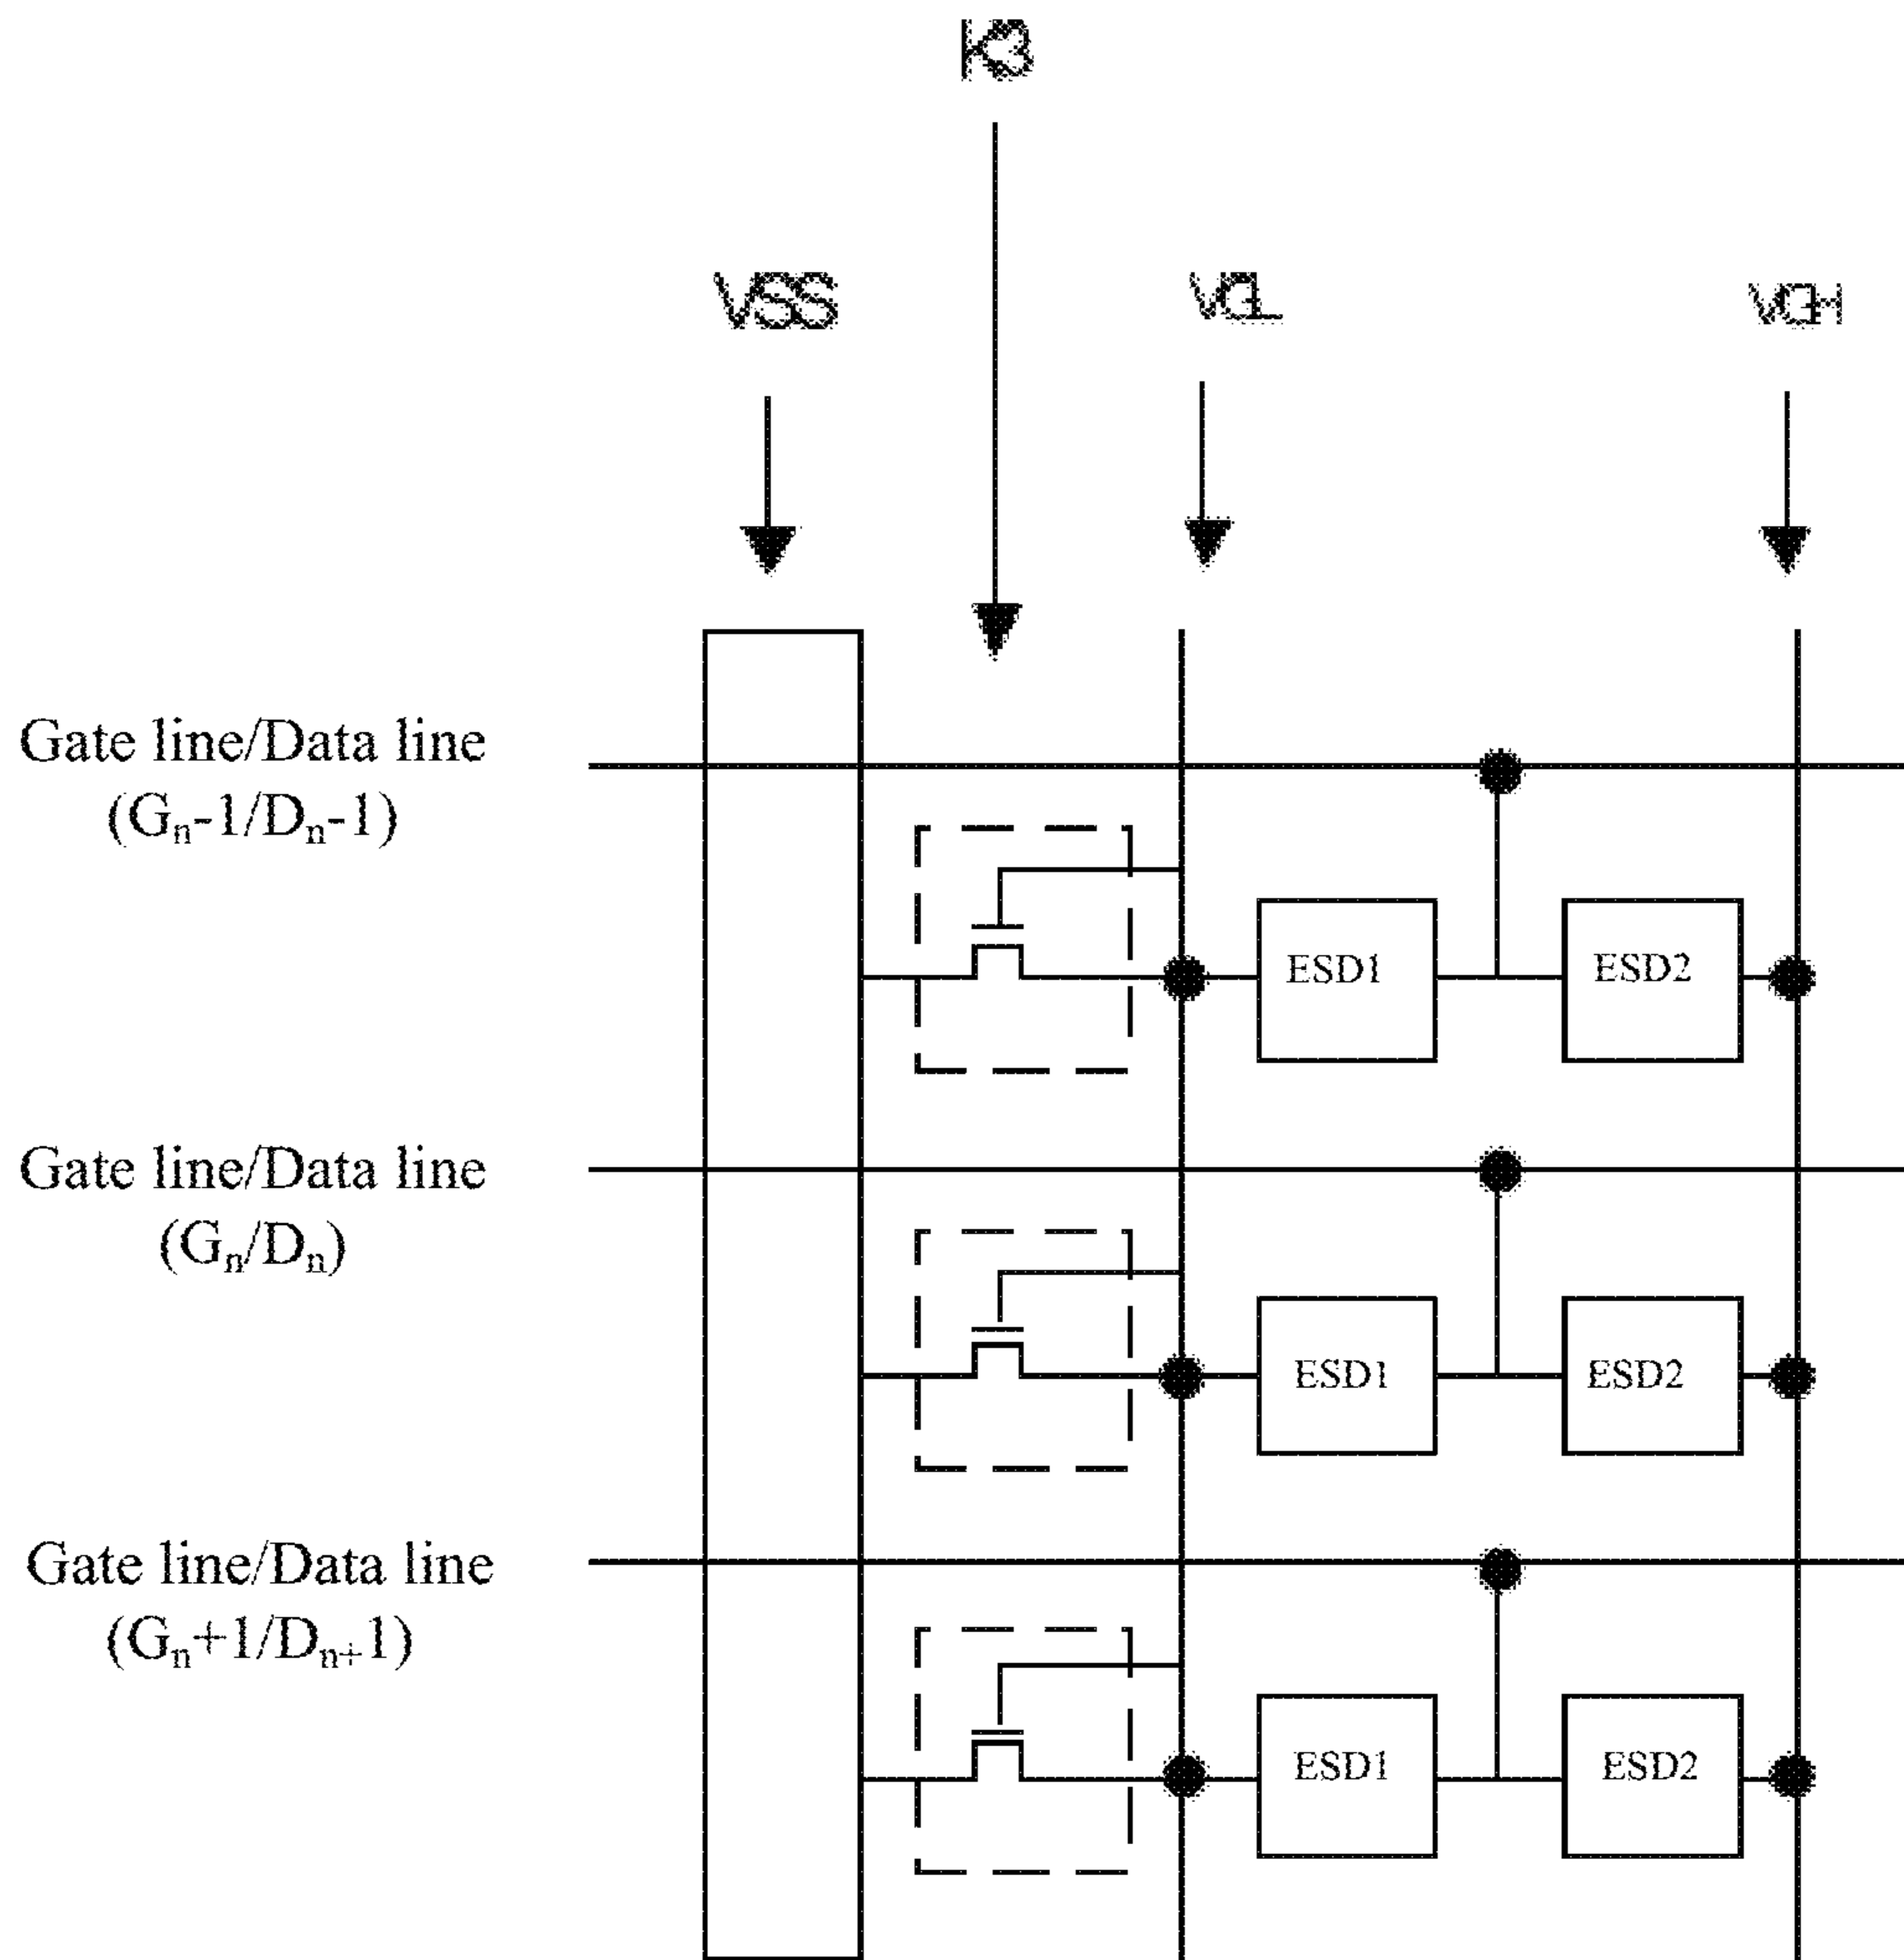 K3
VSS VGL VGH
Gate line/Data line
(Gₙ-1/Dₙ-1)
ESD1 ESD2
Gate line/Data line
(Gₙ/Dₙ)
ESD1 ESD2
Gate line/Data line
(Gₙ+1/Dₙ₊1)
ESD1 ESD2